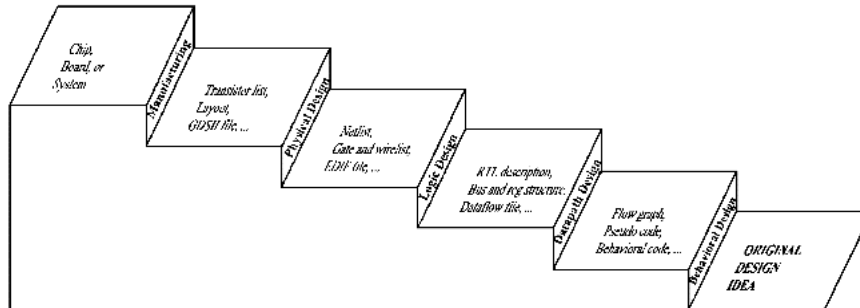 Chip,
Board, or
System
Manufacturing
Transistor list,
Layout,
GDSII file, ...
Physical Design
Netlist,
Gate and wirelist,
EDIF file, ...
Logic Design
RTL description,
Bus and reg structure.
Dataflow file, ...
Datapath Design
Flow graph,
Pseudo code,
Behavioral code, ...
Behavioral Design
ORIGINAL
DESIGN
IDEA